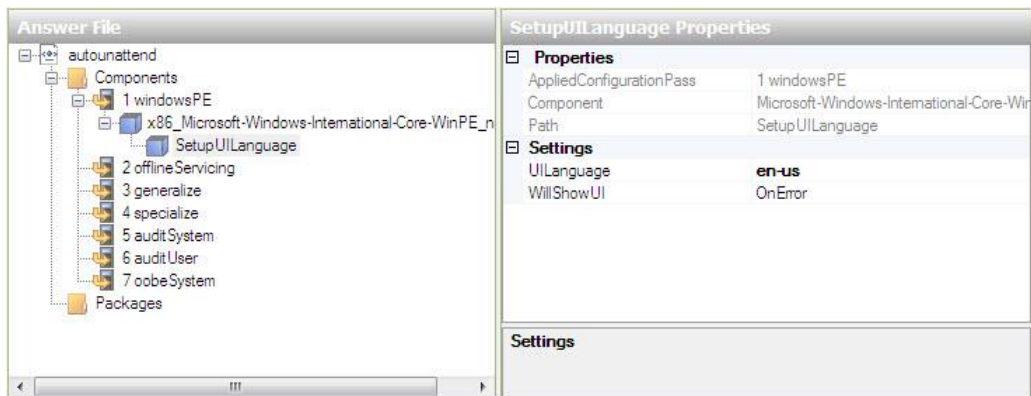 Answer File
autounattend
Components
1 windowsPE
x86_Microsoft-Windows-International-Core-WinPE_n
SetupUILanguage
2 offlineServicing
3 generalize
4 specialize
5 auditSystem
6 auditUser
7 oobeSystem
Packages
SetupUILanguage Properties
Properties
AppliedConfigurationPass 1 windowsPE
Component Microsoft-Windows-International-Core-Win
Path SetupUILanguage
Settings
UILanguage en-us
WillShowUI OnError
Settings